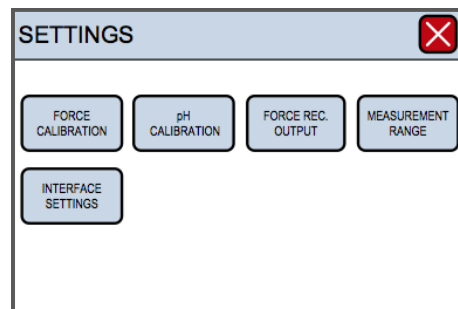 SETTINGS
FORCE
CALIBRATION
pH
CALIBRATION
FORCE REC.
OUTPUT
MEASUREMENT
RANGE
INTERFACE
SETTINGS